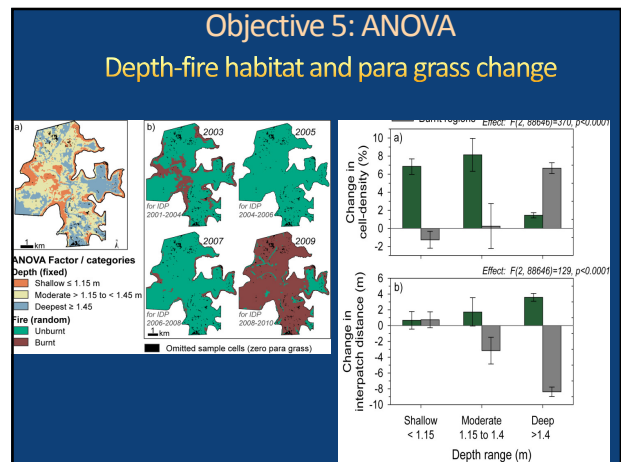 Objective 5: ANOVA
Depth-fire habitat and para grass change
a)
1 km
ANOVA Factor / categories
Depth (fixed)
Shallow ≤ 1.15 m
Moderate > 1.15 to < 1.45 m
Deepest ≥ 1.45
Fire (random)
Unburnt
Burnt
b)
2003
2005
for IDP
2001-2004
for IDP
2004-2006
2007
2009
for IDP
2006-2008
for IDP
2008-2010
1 km
Omitted sample cells (zero para grass)
Burnt regions
Effect: F(2, 88646)=370, p<0.0001
a)
Change in
cell-density (%)
10
8
6
4
2
0
-2
Effect: F(2, 88646)=129, p<0.0001
b)
Change in
interpatch distance (m)
6
4
2
0
-2
-4
-6
-8
-10
Shallow
< 1.15
Moderate
1.15 to 1.4
Deep
>1.4
Depth range (m)